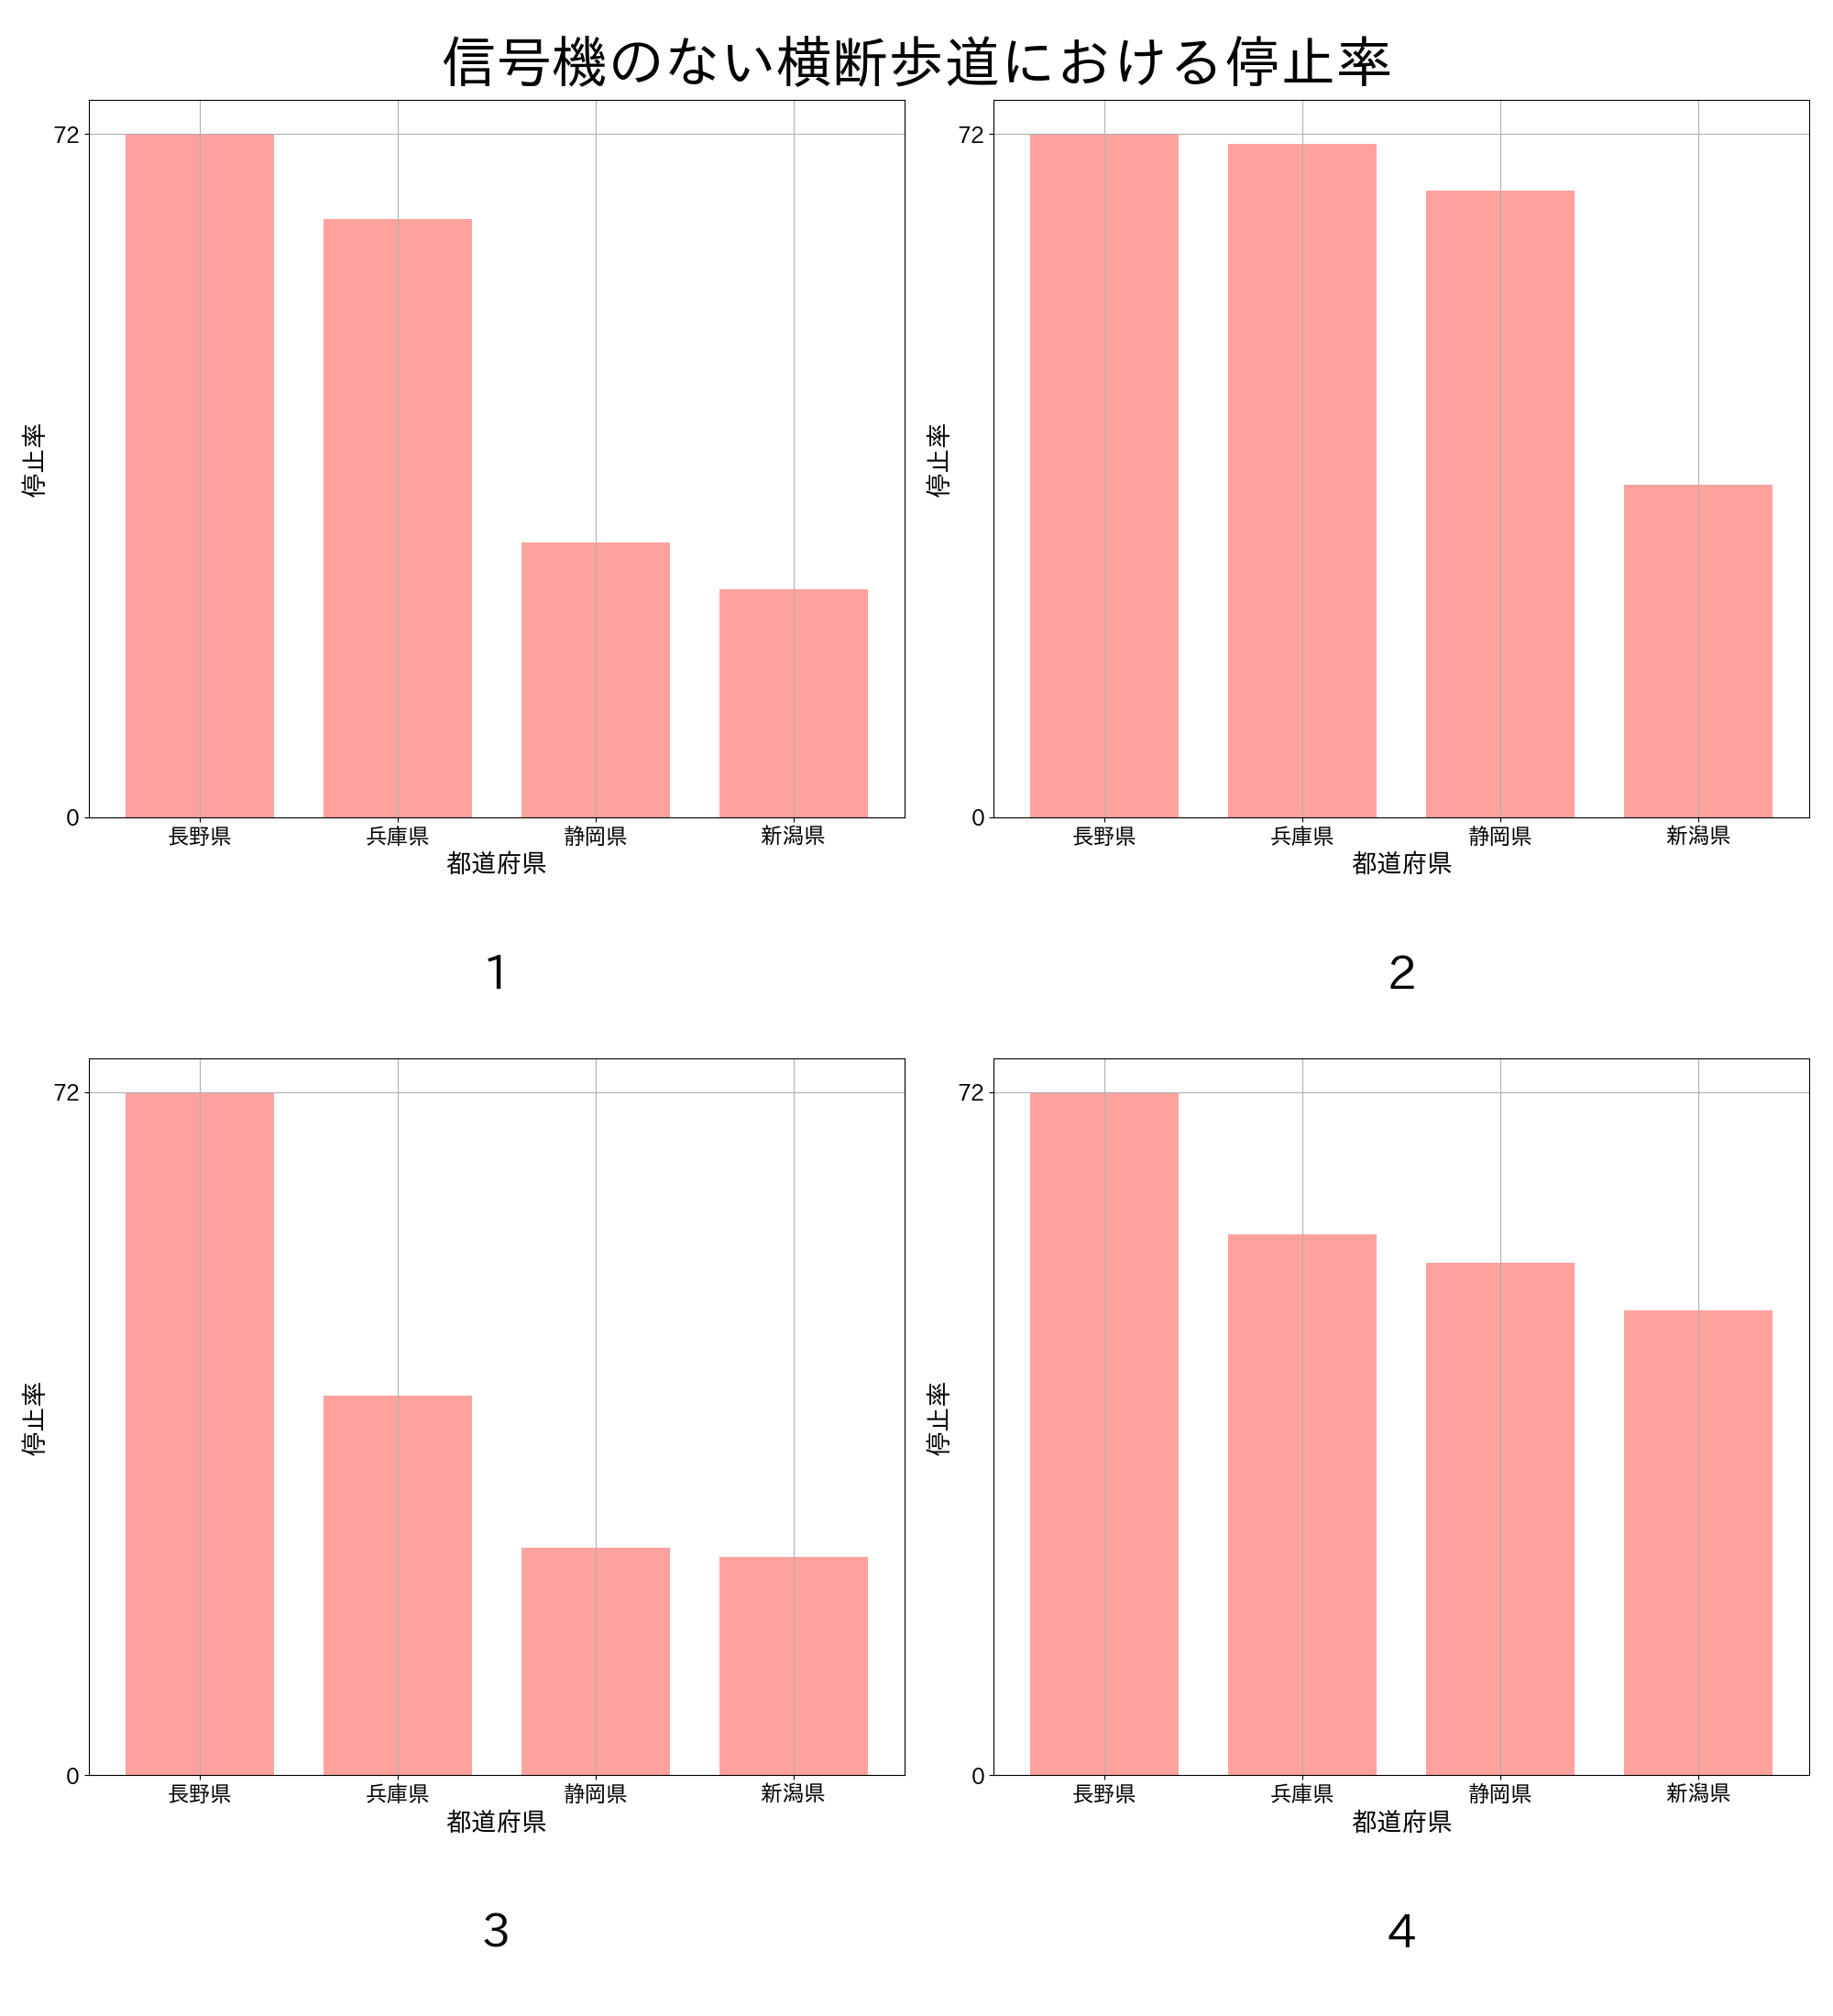 信号機のない横断歩道における停止率
72
停止率
0
長野県 兵庫県 静岡県 新潟県
都道府県
1
72
停止率
0
長野県 兵庫県 静岡県 新潟県
都道府県
2
72
停止率
0
長野県 兵庫県 静岡県 新潟県
都道府県
3
72
停止率
0
長野県 兵庫県 静岡県 新潟県
都道府県
4